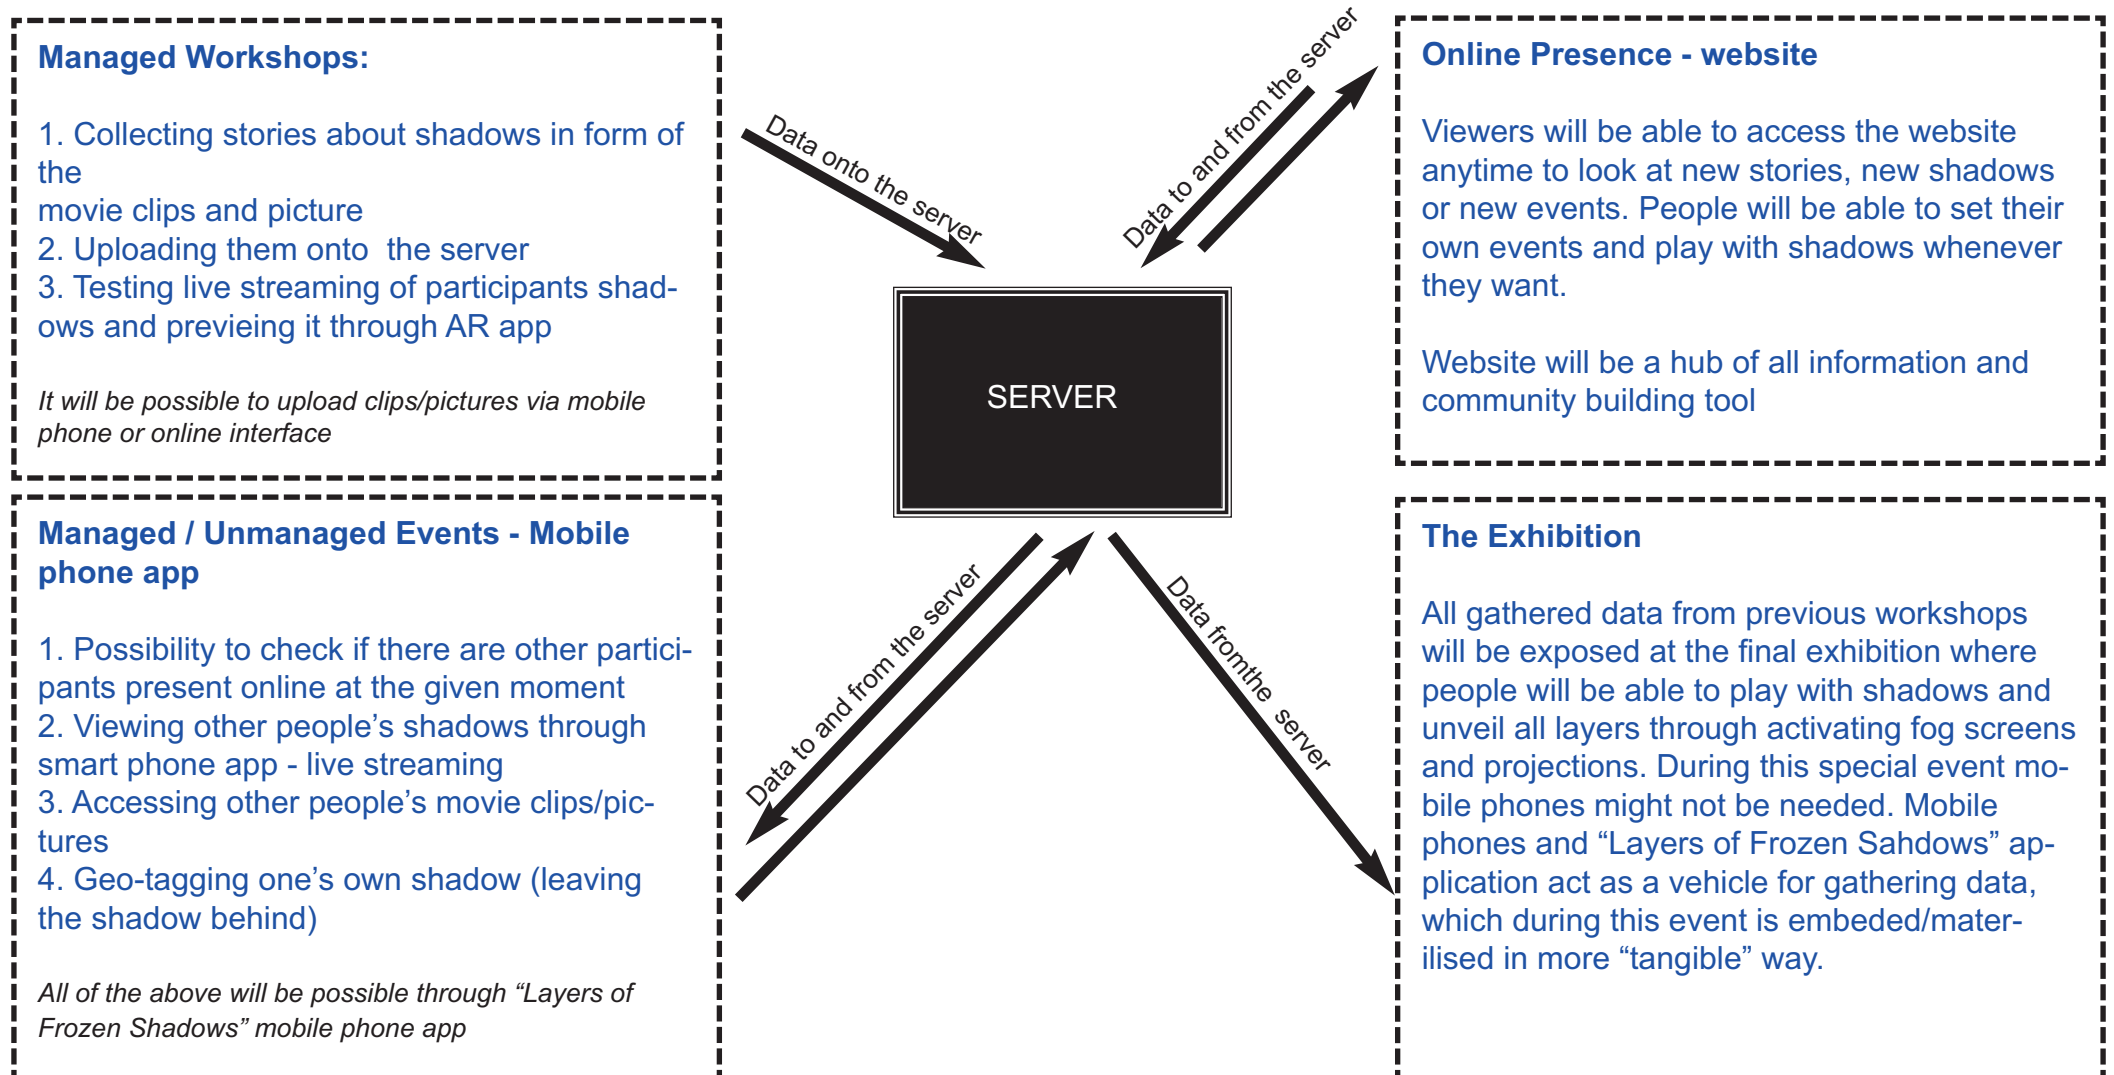 Managed Workshops:
1. Collecting stories about shadows in form of
the
movie clips and picture
2. Uploading them onto  the server
3. Testing live streaming of participants shad-
ows and previeing it through AR app
It will be possible to upload clips/pictures via mobile
phone or online interface
Managed / Unmanaged Events - Mobile
phone app
1. Possibility to check if there are other partici-
pants present online at the given moment
2. Viewing other people’s shadows through
smart phone app - live streaming
3. Accessing other people’s movie clips/pic-
tures
4. Geo-tagging one’s own shadow (leaving
the shadow behind)
All of the above will be possible through “Layers of
Frozen Shadows” mobile phone app
Data onto the server
Data to and from the server
SERVER
Data to and from the server
Data fromthe  server
Online Presence - website
Viewers will be able to access the website
anytime to look at new stories, new shadows
or new events. People will be able to set their
own events and play with shadows whenever
they want.
Website will be a hub of all information and
community building tool
The Exhibition
All gathered data from previous workshops
will be exposed at the final exhibition where
people will be able to play with shadows and
unveil all layers through activating fog screens
and projections. During this special event mo-
bile phones might not be needed. Mobile
phones and “Layers of Frozen Sahdows” ap-
plication act as a vehicle for gathering data,
which during this event is embeded/mater-
ilised in more “tangible” way.